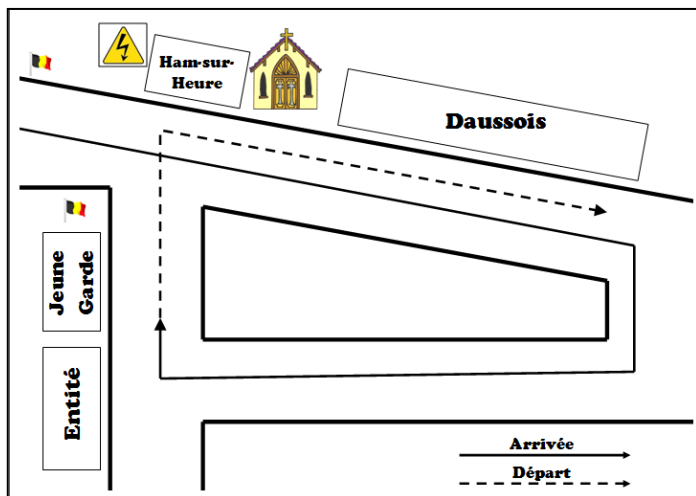 Ham-sur-
Heure
Daussois
Jeune
Garde
Entité
Arrivée
Départ